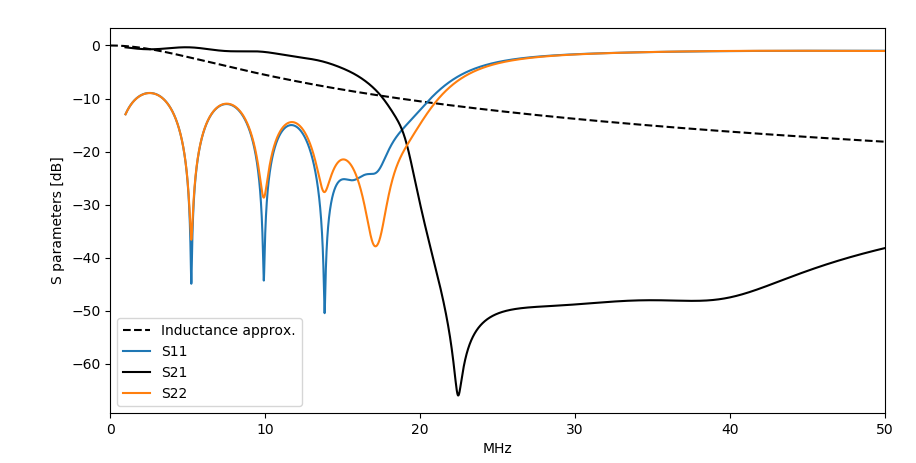 0
−10
−20
−30
−40
−50
−60
S parameters [dB]
Inductance approx.
S11
S21
S22
0 10 20 30 40 50
MHz